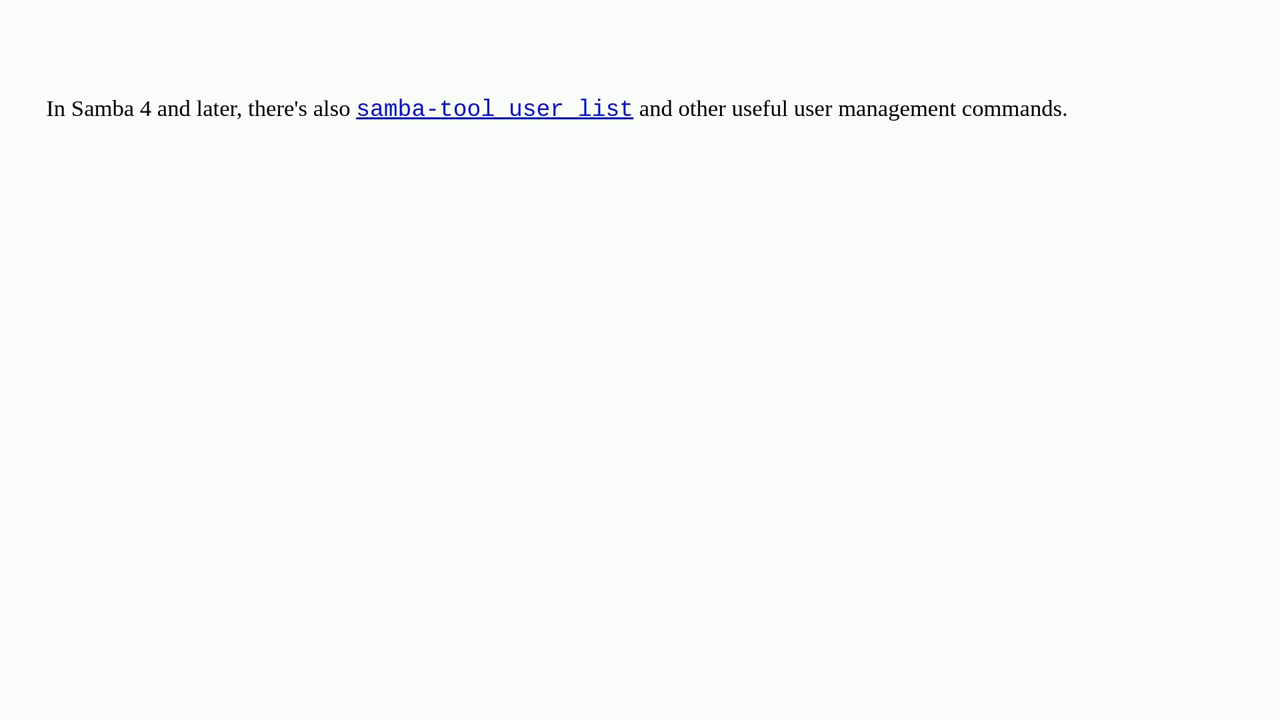 In Samba 4 and later, there's also samba-tool user list and other useful user management commands.